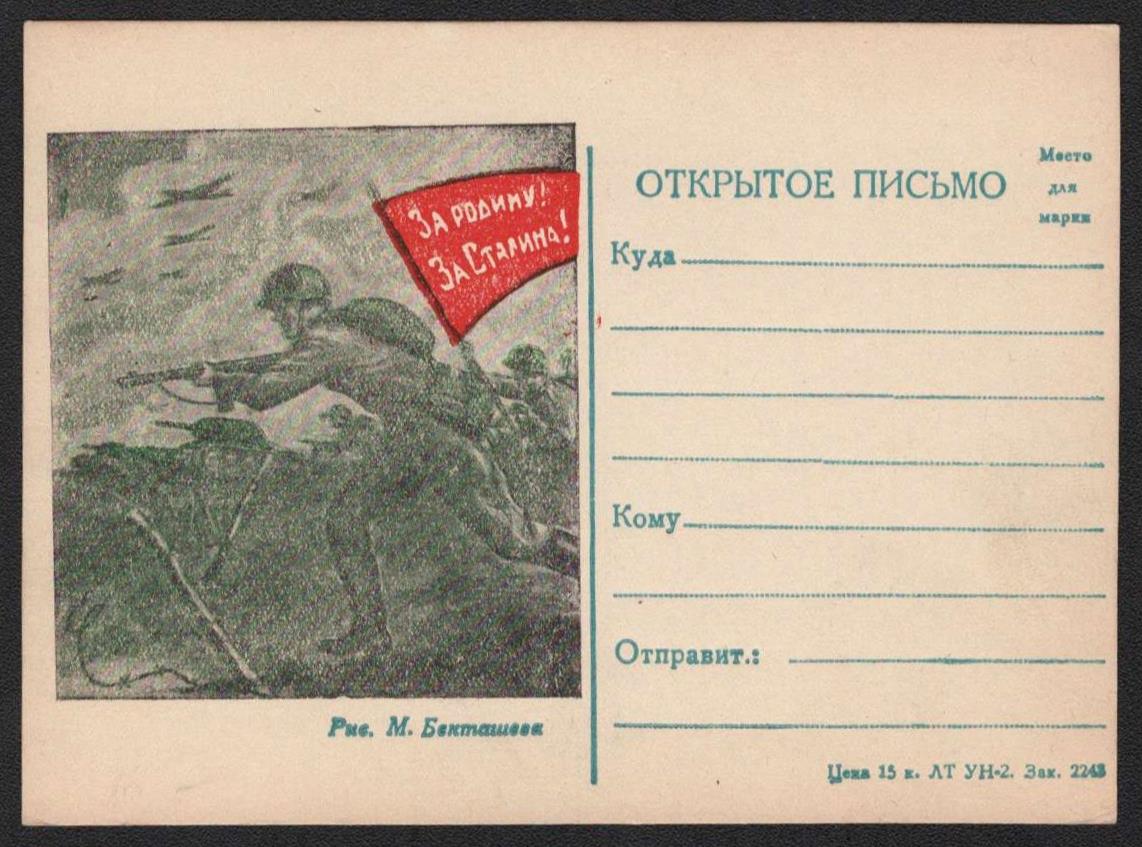 За родину!
За Сталина!
Рис. М. Бекташева
ОТКРЫТОЕ ПИСЬМО
Место
для
марки
Куда
Кому
Отправит.:
Цена 15 к. ЛТ УН-2. Зак. 2243